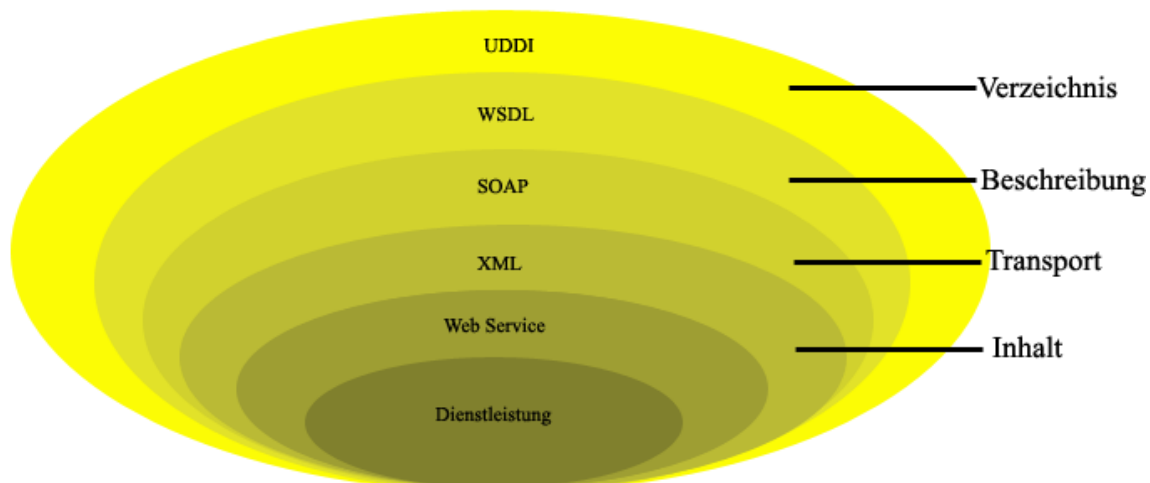 UDDI
Verzeichnis
WSDL
Beschreibung
SOAP
Transport
XML
Web Service
Inhalt
Dienstleistung